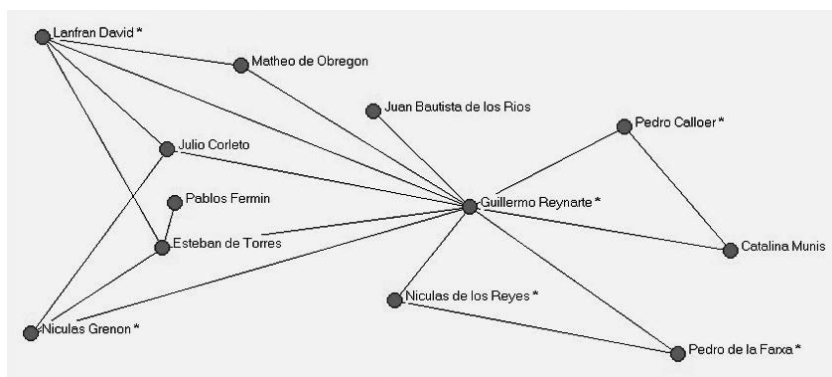 Lanfran David *
Matheo de Obregon
Juan Bautista de los Rios
Pedro Calloer *
Julio Corleto
Pablos Fermin
Guillermo Reynarte *
Esteban de Torres
Catalina Munis
Niculas de los Reyes *
Niculas Grenon *
Pedro de la Farxa *